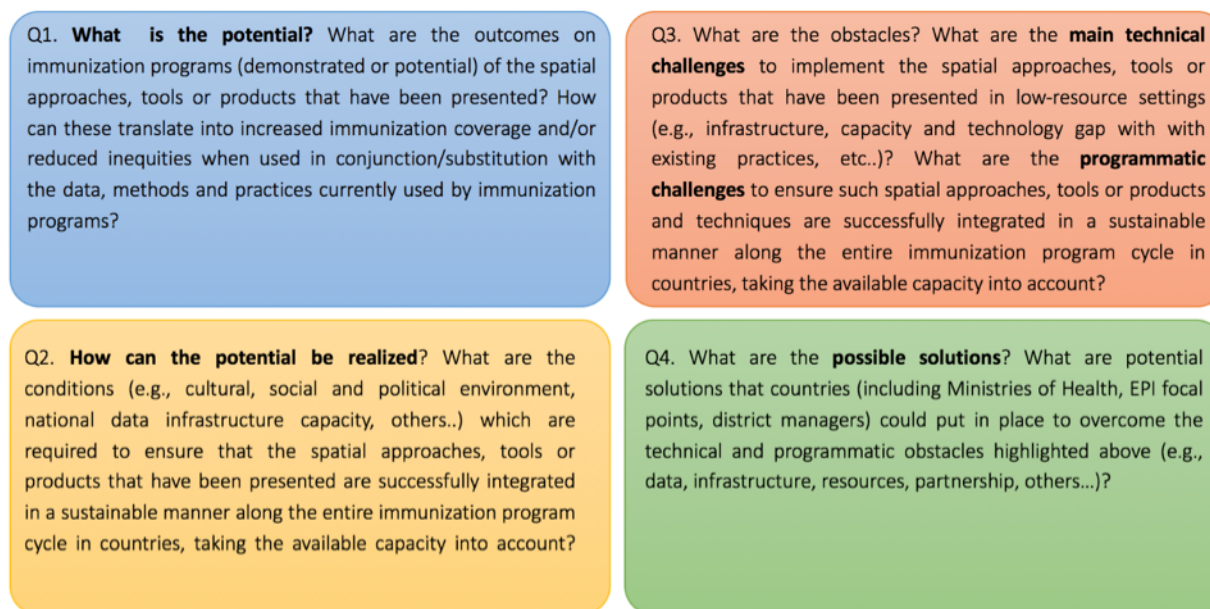 Q1. What is the potential? What are the outcomes on
immunization programs (demonstrated or potential) of the spatial
approaches, tools or products that have been presented? How
can these translate into increased immunization coverage and/or
reduced inequities when used in conjunction/substitution with
the data, methods and practices currently used by immunization
programs?
Q2. How can the potential be realized? What are the
conditions (e.g., cultural, social and political environment,
national data infrastructure capacity, others..) which are
required to ensure that the spatial approaches, tools or
products that have been presented are successfully integrated
in a sustainable manner along the entire immunization program
cycle in countries, taking the available capacity into account?
Q3. What are the obstacles? What are the main technical
challenges to implement the spatial approaches, tools or
products that have been presented in low-resource settings
(e.g., infrastructure, capacity and technology gap with with
existing practices, etc..)? What are the programmatic
challenges to ensure such spatial approaches, tools or products
and techniques are successfully integrated in a sustainable
manner along the entire immunization program cycle in
countries, taking the available capacity into account?
Q4. What are the possible solutions? What are potential
solutions that countries (including Ministries of Health, EPI focal
points, district managers) could put in place to overcome the
technical and programmatic obstacles highlighted above (e.g.,
data, infrastructure, resources, partnership, others...)?